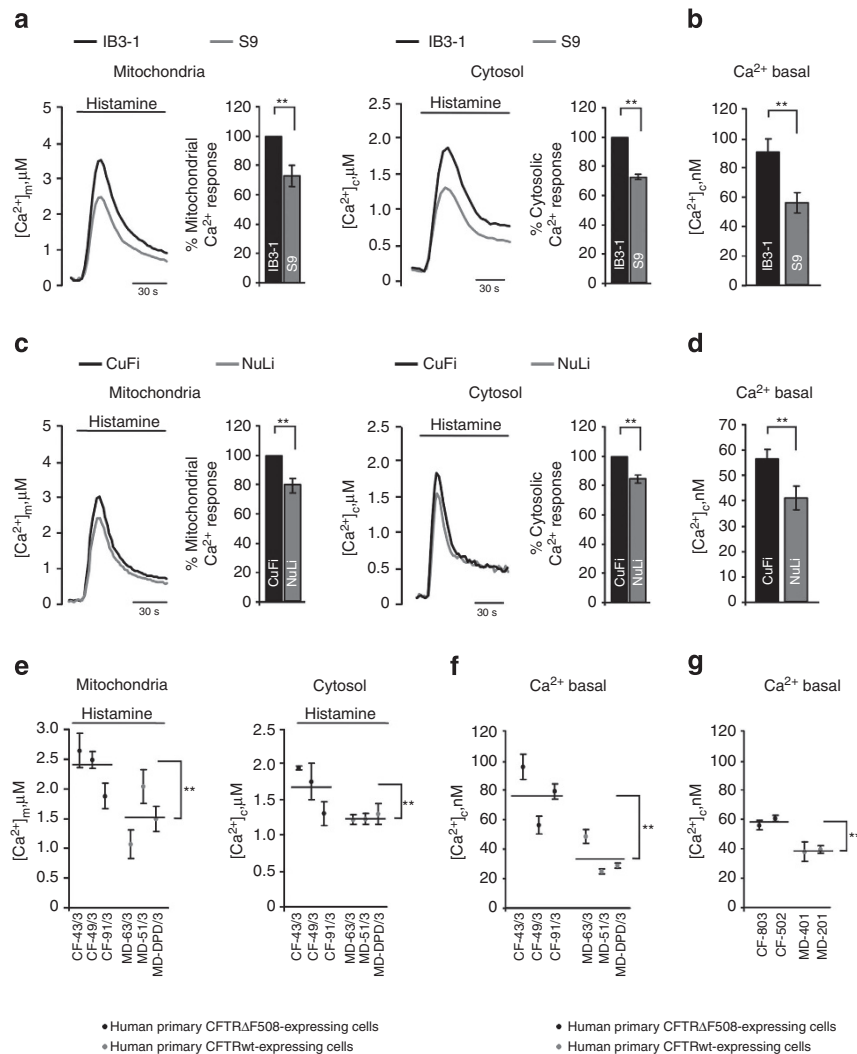 a
b
IB3-1
S9
IB3-1
S9
Mitochondria
Cytosol
Ca2+ basal
Histamine
[Ca2+]m,μM
5
4
3
2
1
0
30 s
% Mitochondrial
Ca2+ response
120
100
80
60
40
20
0
**
IB3-1
S9
Histamine
[Ca2+]c,μM
2.5
2.0
1.5
1.0
0.5
0
30 s
% Cytosolic
Ca2+ response
120
100
80
60
40
20
0
**
IB3-1
S9
[Ca2+]c,nM
120
100
80
60
40
20
0
**
IB3-1
S9
c
d
CuFi
NuLi
CuFi
NuLi
Mitochondria
Cytosol
Ca2+ basal
Histamine
[Ca2+]m,μM
5
4
3
2
1
0
30 s
% Mitochondrial
Ca2+ response
120
100
80
60
40
20
0
**
CuFi
NuLi
Histamine
[Ca2+]c,μM
2.5
2.0
1.5
1.0
0.5
0
30 s
% Cytosolic
Ca2+ response
120
100
80
60
40
20
0
**
CuFi
NuLi
[Ca2+]c,nM
70
60
50
40
30
20
10
0
**
CuFi
NuLi
e
f
g
Mitochondria
Cytosol
Ca2+ basal
Ca2+ basal
Histamine
[Ca2+]m,μM
3.0
2.5
2.0
1.5
1.0
0.5
0
**
CF-43/3
CF-49/3
CF-91/3
MD-63/3
MD-51/3
MD-DPD/3
Histamine
[Ca2+]c,μM
2.5
2.0
1.5
1.0
0.5
0
**
CF-43/3
CF-49/3
CF-91/3
MD-63/3
MD-51/3
MD-DPD/3
[Ca2+]c,nM
120
100
80
60
40
20
0
**
CF-43/3
CF-49/3
CF-91/3
MD-63/3
MD-51/3
MD-DPD/3
[Ca2+]c,nM
120
100
80
60
40
20
0
**
CF-803
CF-502
MD-401
MD-201
Human primary CFTRΔF508-expressing cells
Human primary CFTRwt-expressing cells
Human primary CFTRΔF508-expressing cells
Human primary CFTRwt-expressing cells